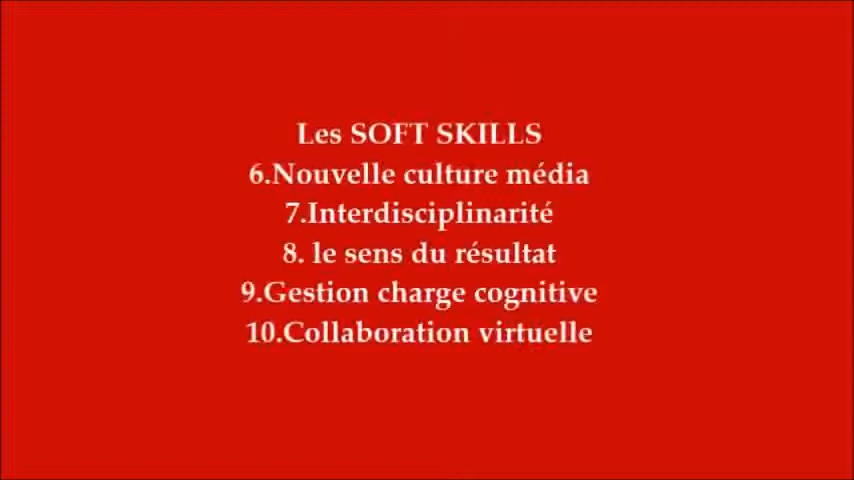 Les SOFT SKILLS
6.Nouvelle culture média
7.Interdisciplinarité
8. le sens du résultat
9.Gestion charge cognitive
10.Collaboration virtuelle